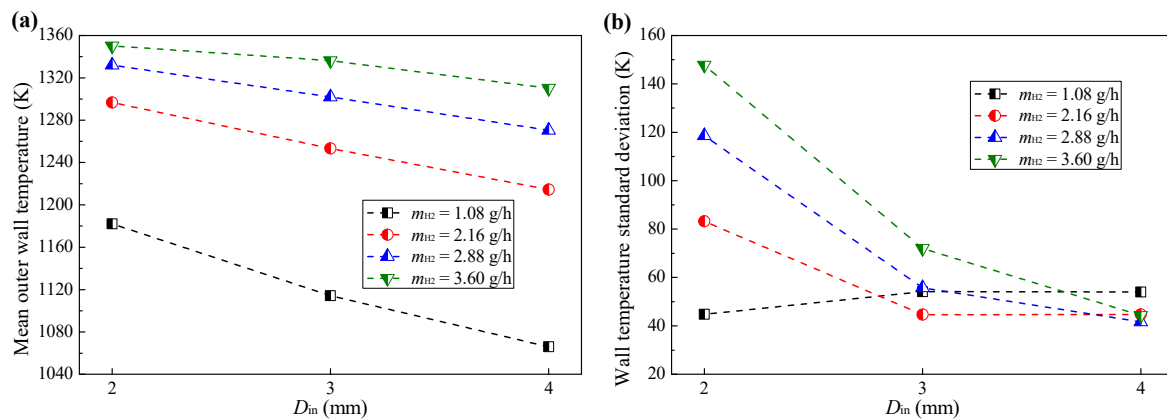 (a)
Mean outer wall temperature (K)
1360
1320
1280
1240
1200
1160
1120
1080
1040
mH2 = 1.08 g/h
mH2 = 2.16 g/h
mH2 = 2.88 g/h
mH2 = 3.60 g/h
2
3
4
Din (mm)
(b)
Wall temperature standard deviation (K)
160
140
120
100
80
60
40
20
mH2 = 1.08 g/h
mH2 = 2.16 g/h
mH2 = 2.88 g/h
mH2 = 3.60 g/h
2
3
4
Din (mm)